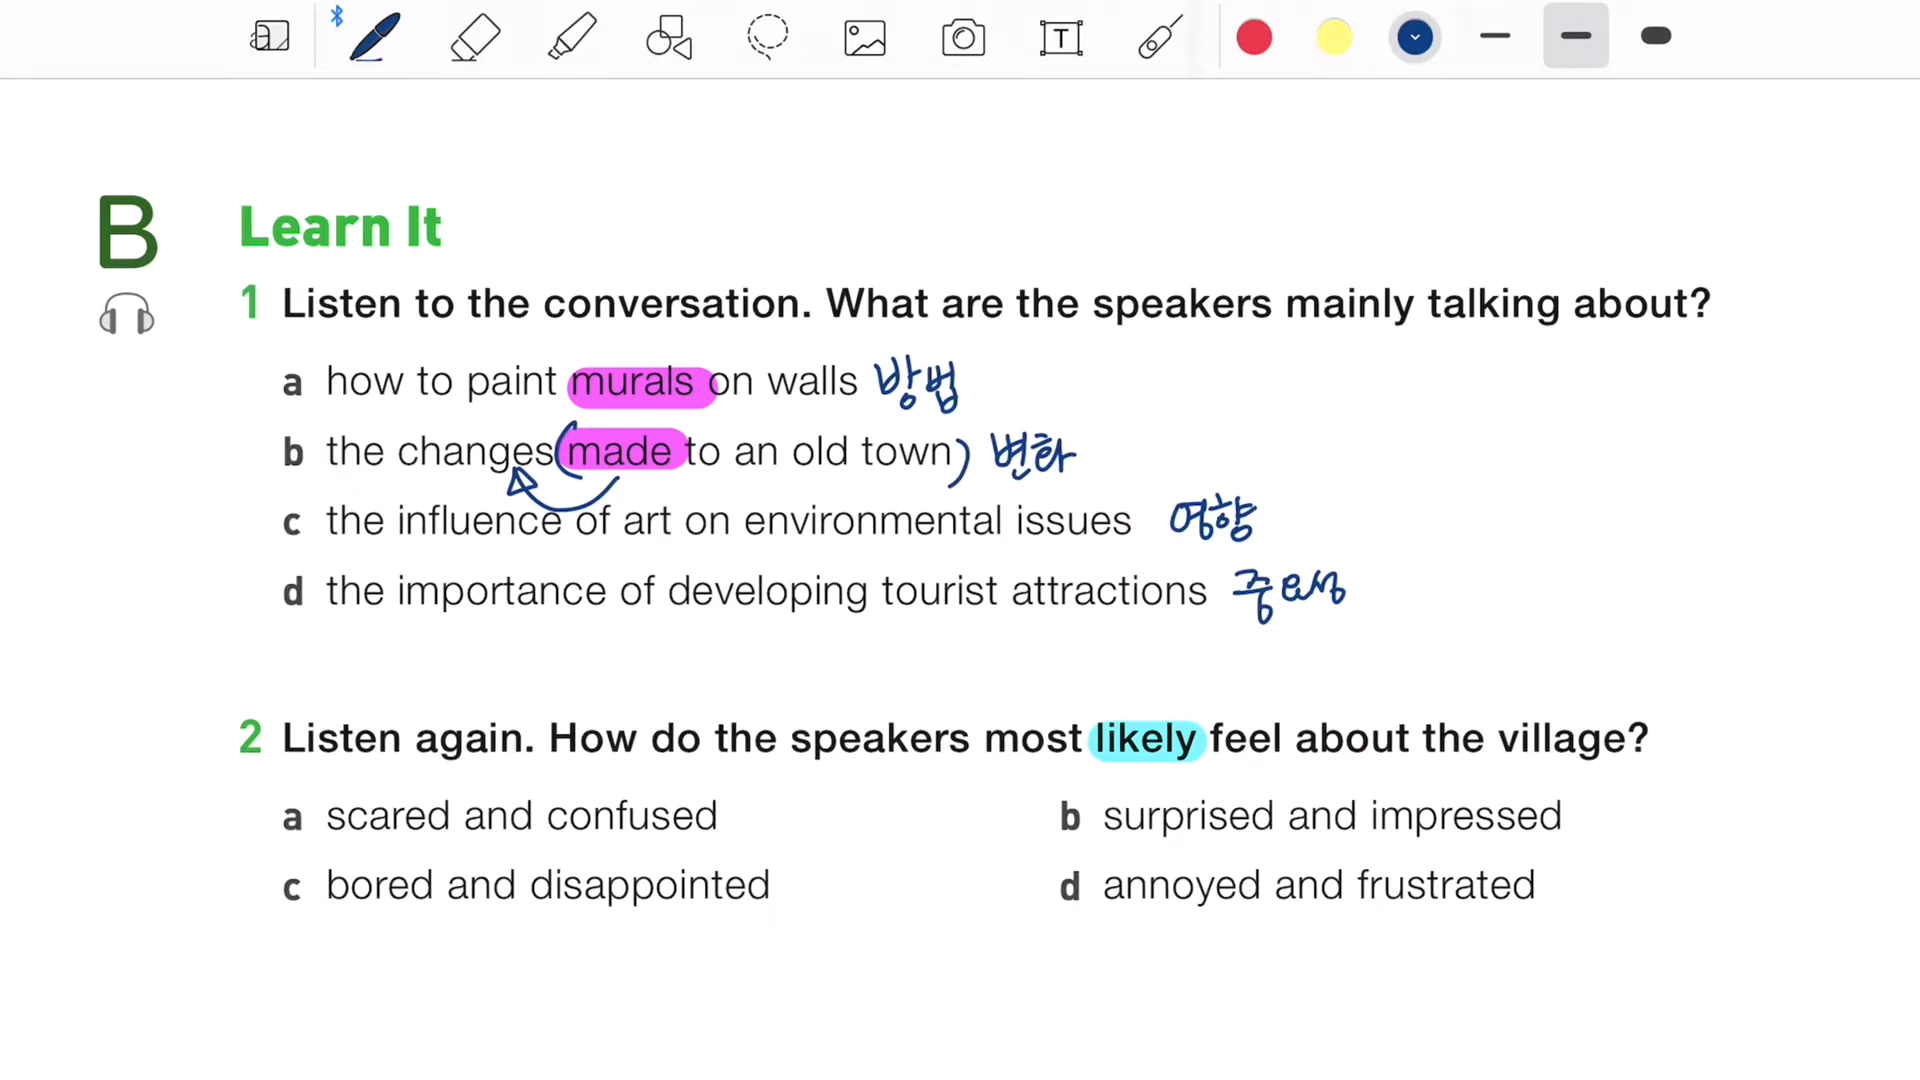 B Learn It
1 Listen to the conversation. What are the speakers mainly talking about?
a how to paint murals on walls 방법
b the changes (made to an old town) 변화
c the influence of art on environmental issues 영향
d the importance of developing tourist attractions 중요성
2 Listen again. How do the speakers most likely feel about the village?
a scared and confused
b surprised and impressed
c bored and disappointed
d annoyed and frustrated